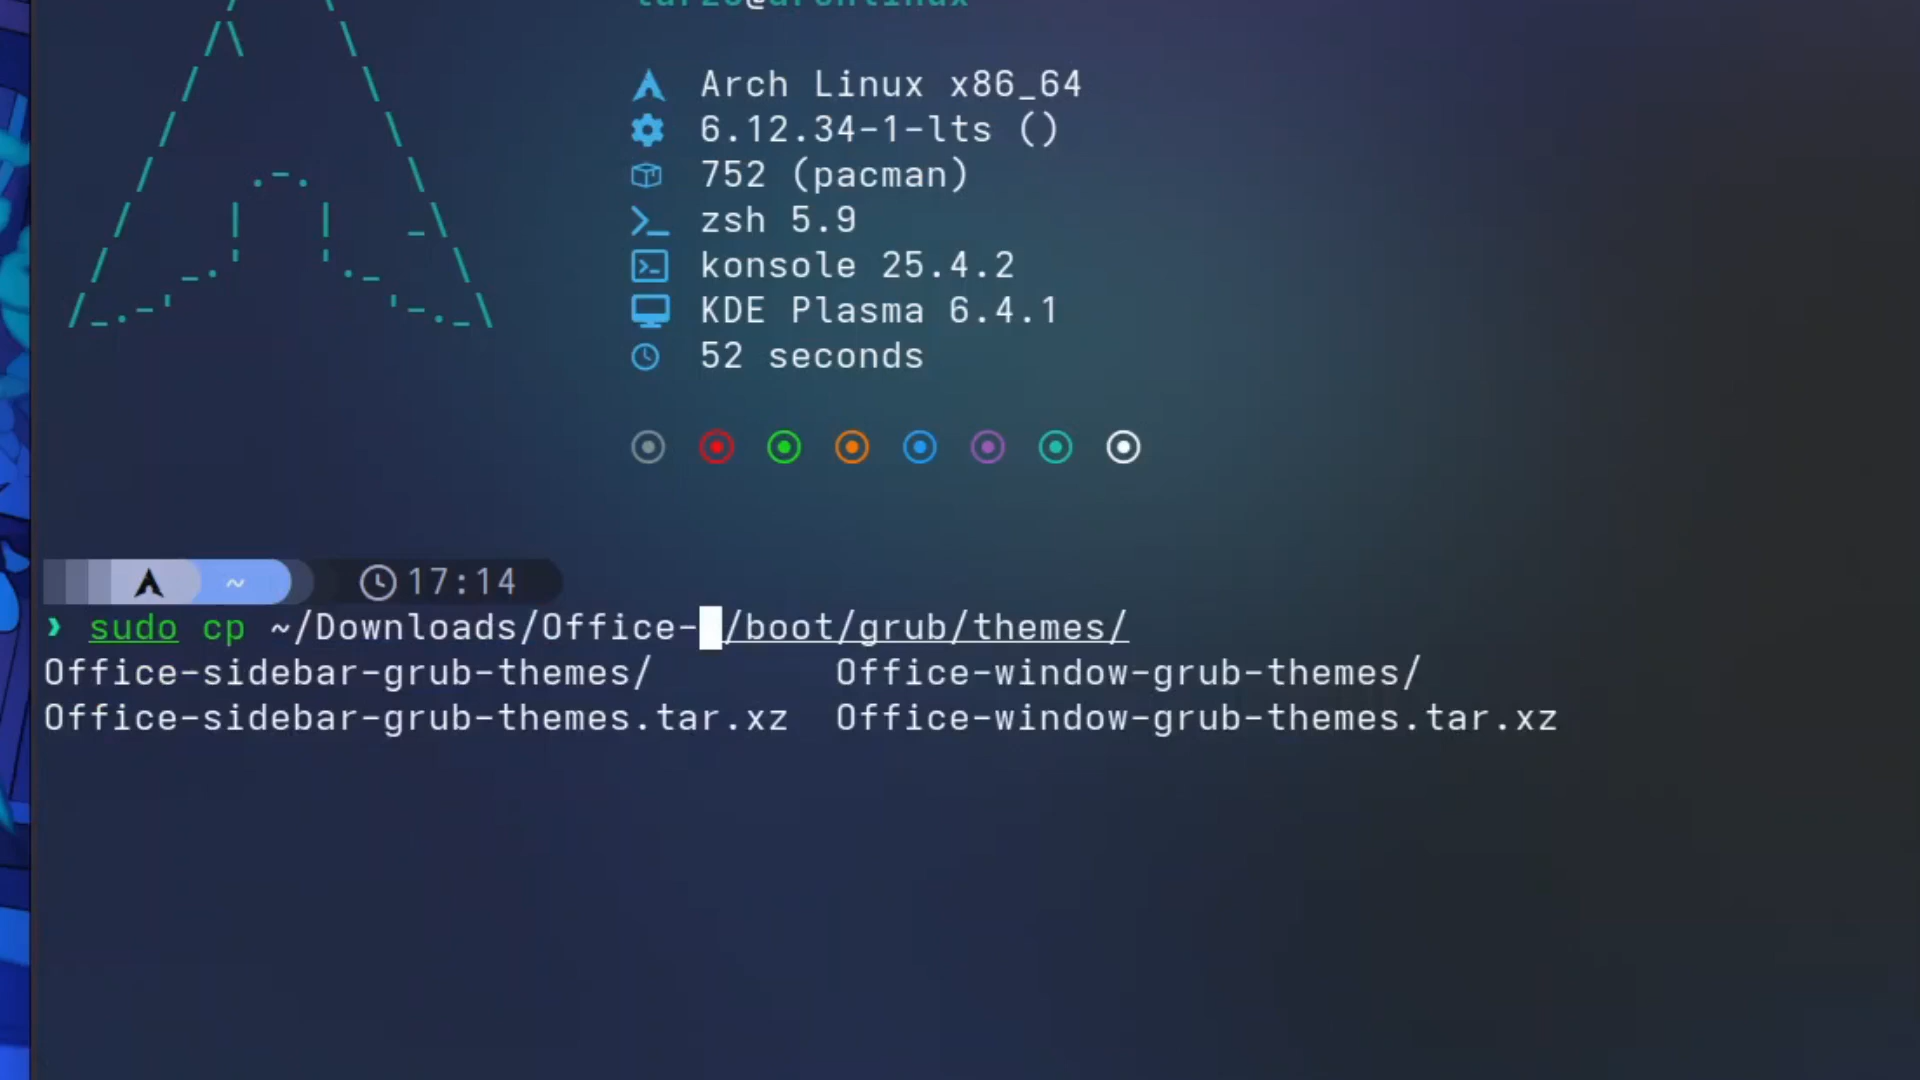 Arch Linux x86_64
6.12.34-1-lts ()
752 (pacman)
zsh 5.9
konsole 25.4.2
KDE Plasma 6.4.1
52 seconds
~ 17:14
❯ sudo cp ~/Downloads/Office- /boot/grub/themes/
Office-sidebar-grub-themes/ Office-window-grub-themes/
Office-sidebar-grub-themes.tar.xz Office-window-grub-themes.tar.xz